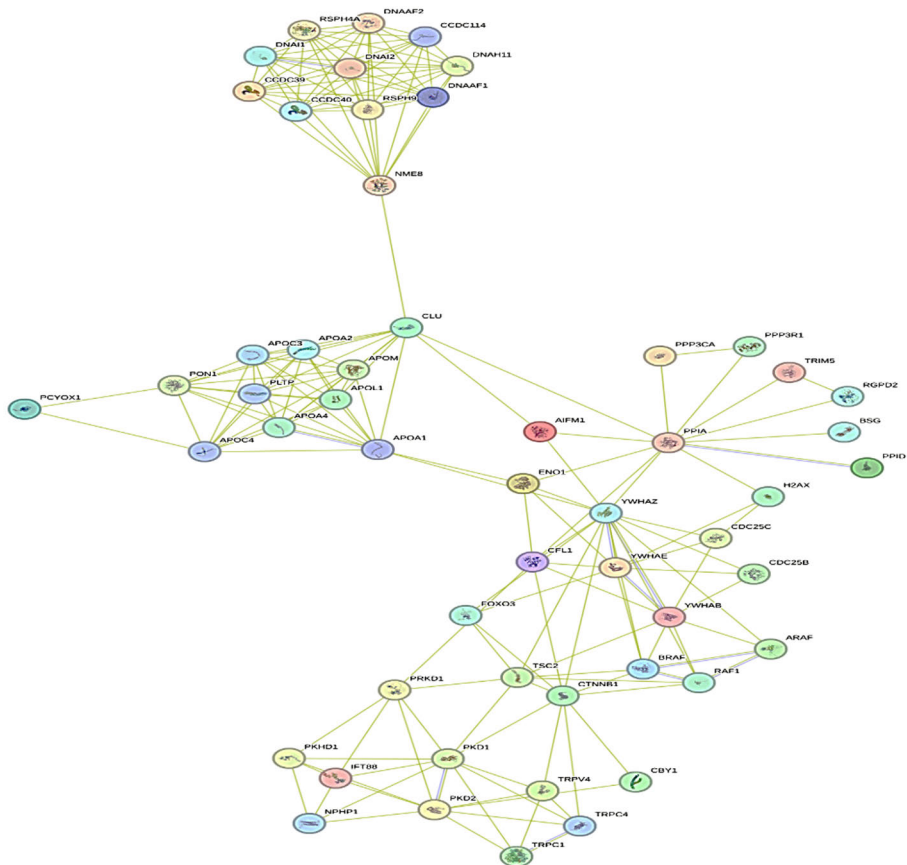 RSPH4A
DNAAF2
CCDC114
DNAI1
DNAI2
DNAH11
CCDC39
DNAAF1
CCDC40
RSPH9
NME8
CLU
APOC3
APOA2
PPP3CA
PPP3R1
PON1
APOM
TRIM5
PCYOX1
PLTP
APOL1
RGPD2
APOA4
AIFM1
PPIA
BSG
APOC4
APOA1
PPID
ENO1
H2AX
YWHAZ
CDC25C
CFL1
YWHAE
CDC25B
FOXO3
YWHAB
ARAF
TSC2
BRAF
RAF1
PRKD1
CTNNB1
PKHD1
PKD1
IFT88
CBY1
TRPV4
NPHP1
PKD2
TRPC4
TRPC1